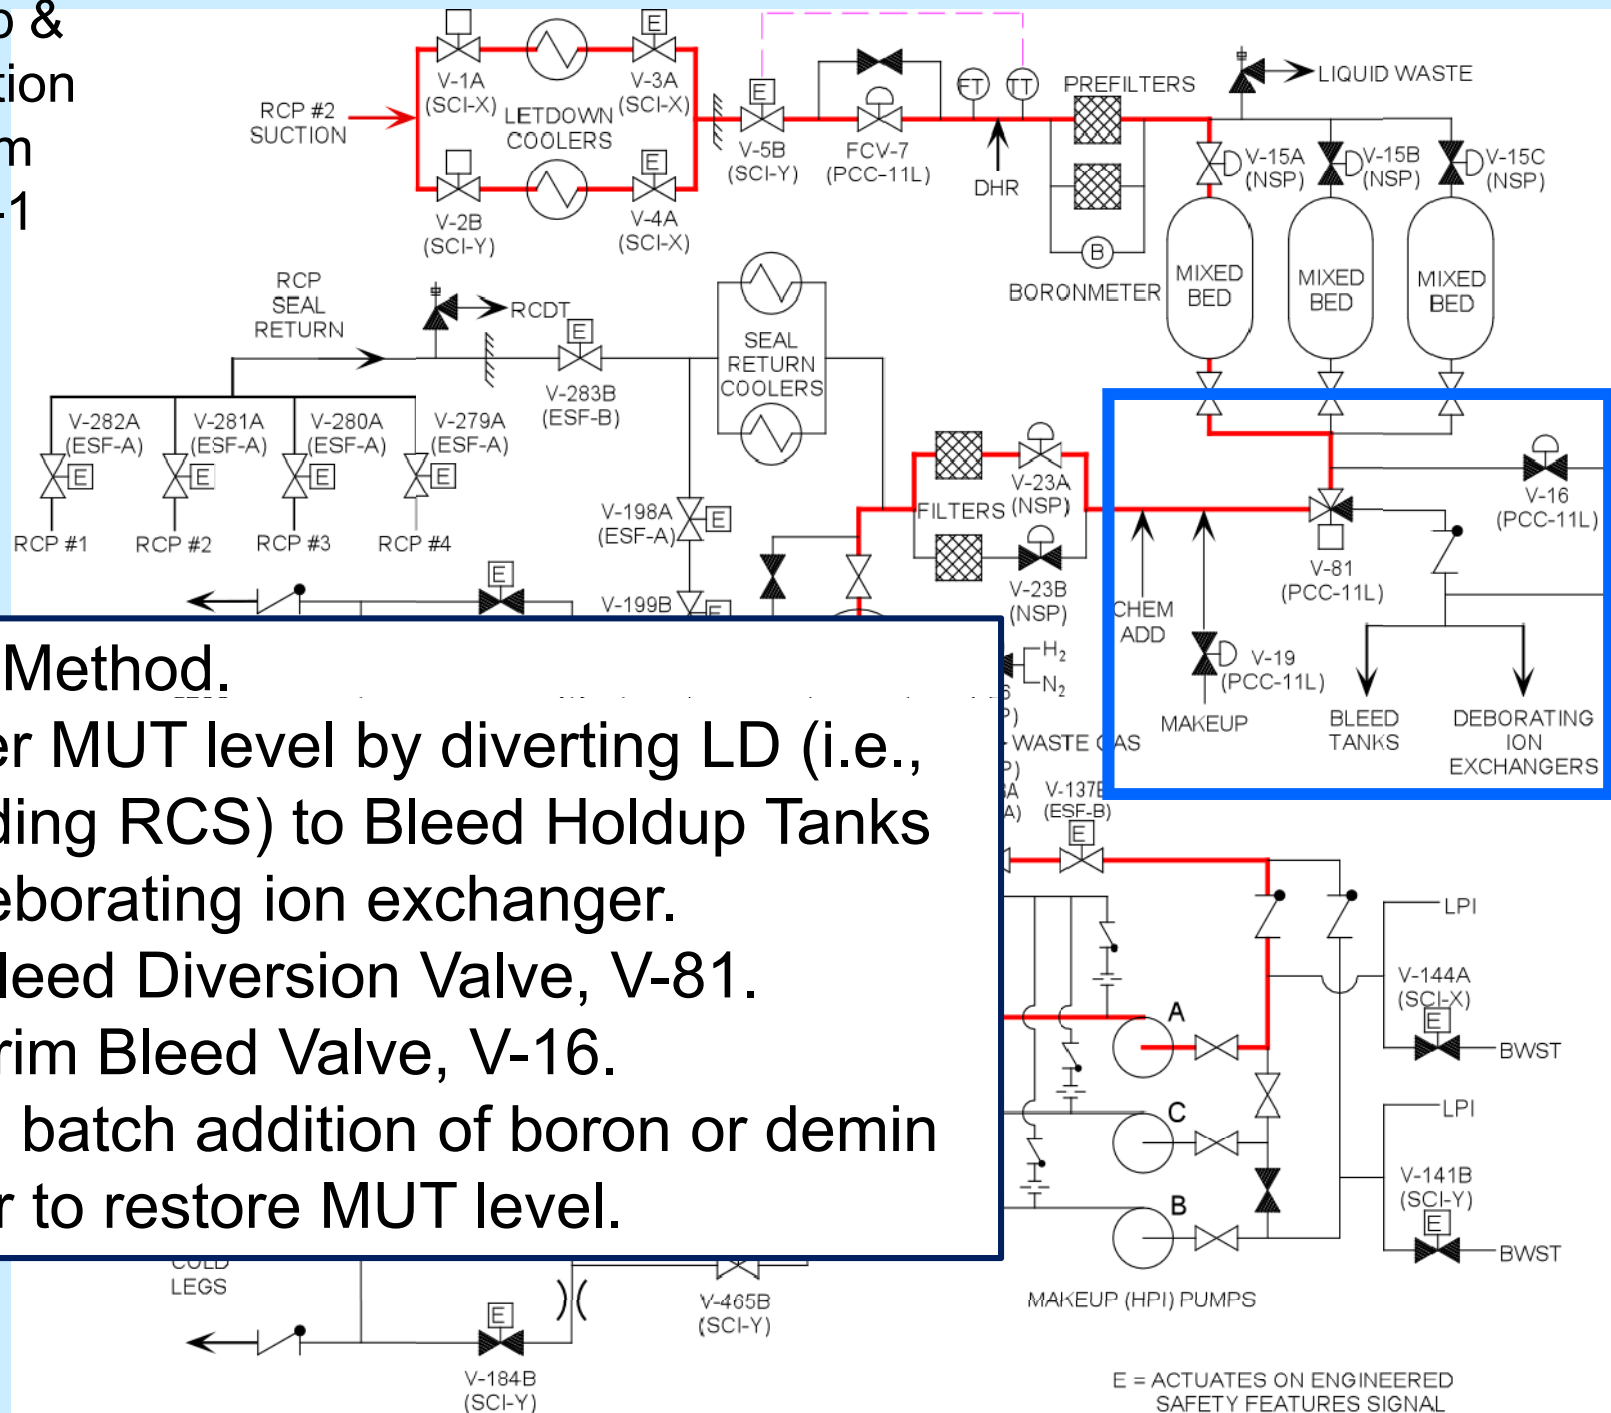 &
RCP #2
SUCTION
V-1A
(SCI-X)
E
V-3A
(SCI-X)
LETDOWN
COOLERS
V-2B
(SCI-Y)
E
V-4A
(SCI-X)
E
V-5B
(SCI-Y)
FCV-7
(PCC-11L)
FT
TT
DHR
PREFILTERS
B
BORONMETER
LIQUID WASTE
V-15A
(NSP)
V-15B
(NSP)
V-15C
(NSP)
MIXED
BED
MIXED
BED
MIXED
BED
RCP
SEAL
RETURN
RCDT
E
V-283B
(ESF-B)
SEAL
RETURN
COOLERS
V-282A
(ESF-A)
E
V-281A
(ESF-A)
E
V-280A
(ESF-A)
E
V-279A
(ESF-A)
E
RCP #1
RCP #2
RCP #3
RCP #4
V-198A
(ESF-A)
E
V-199B
E
E
FILTERS
V-23A
(NSP)
V-23B
(NSP)
V-16
(PCC-11L)
V-81
(PCC-11L)
CHEM
ADD
V-19
(PCC-11L)
MAKEUP
BLEED
TANKS
DEBORATING
ION
EXCHANGERS
H2
N2
WASTE GAS
V-137B
(ESF-B)
E
Method.
MUT level by diverting LD (i.e.,
RCS) to Bleed Holdup Tanks
ion exchanger.
Diversion Valve, V-81.
Bleed Valve, V-16.
batch addition of boron or demin
to restore MUT level.
A
C
B
LPI
V-144A
(SCI-X)
E
BWST
LPI
V-141B
(SCI-Y)
E
BWST
MAKEUP (HPI) PUMPS
COLD
LEGS
V-465B
(SCI-Y)
E
V-184B
(SCI-Y)
E = ACTUATES ON ENGINEERED
SAFETY FEATURES SIGNAL